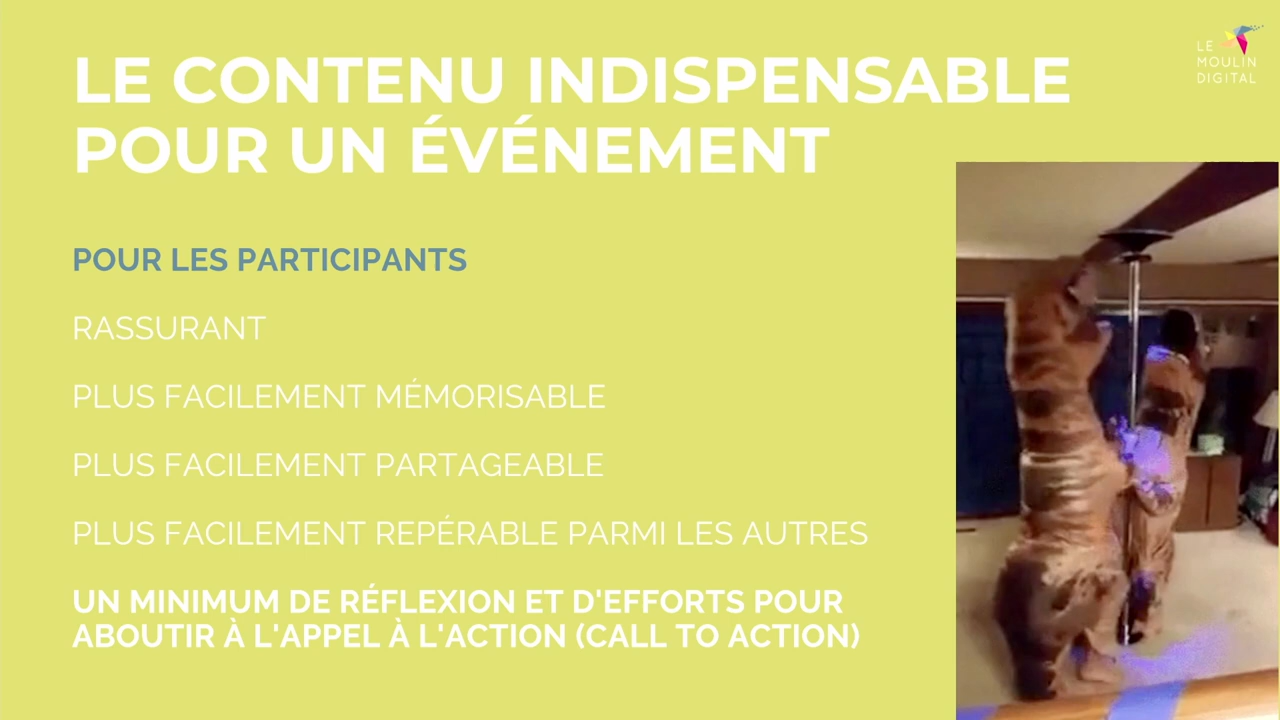 LE CONTENU INDISPENSABLE
POUR UN ÉVÉNEMENT
LE
MOULIN
DIGITAL
POUR LES PARTICIPANTS
RASSURANT
PLUS FACILEMENT MÉMORISABLE
PLUS FACILEMENT PARTAGEABLE
PLUS FACILEMENT REPÉRABLE PARMI LES AUTRES
UN MINIMUM DE RÉFLEXION ET D'EFFORTS POUR
ABOUTIR À L'APPEL À L'ACTION (CALL TO ACTION)